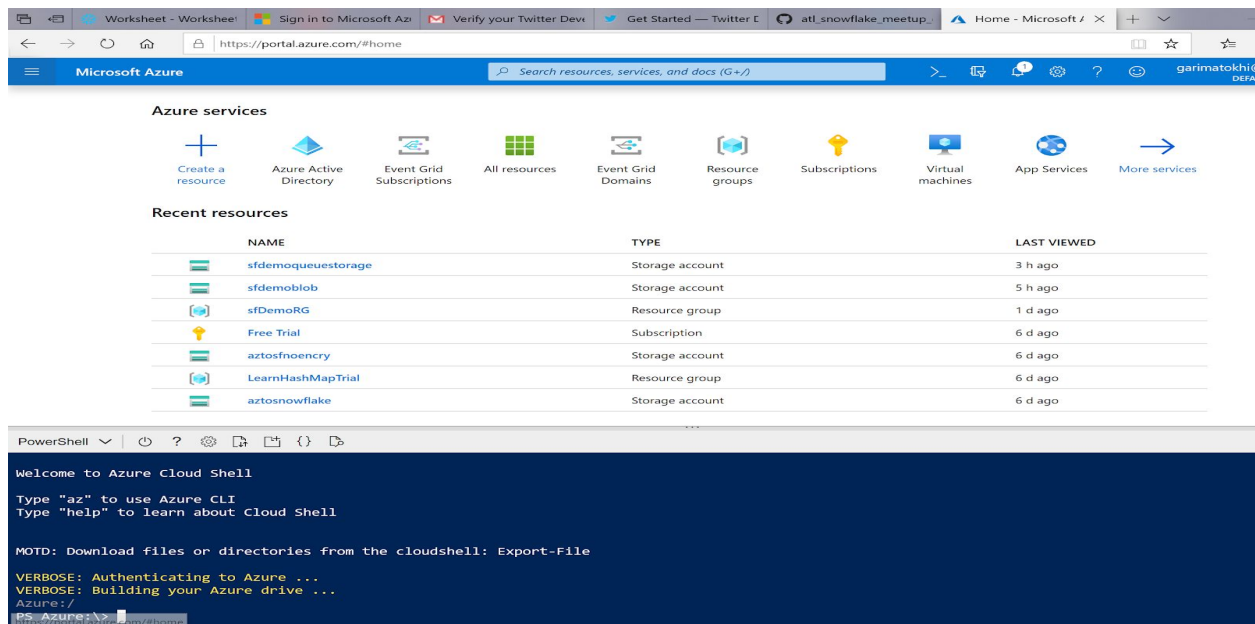 Worksheet - Worksheet Sign in to Microsoft Az Verify your Twitter Deve Get Started — Twitter D atl_snowflake_meetup_ Home - Microsoft A
https://portal.azure.com/#home
Microsoft Azure Search resources, services, and docs (G+/) >_ 1 ? garimatokhi@
DEFA
Azure services
Create a resource
Azure Active Directory
Event Grid Subscriptions
All resources
Event Grid Domains
Resource groups
Subscriptions
Virtual machines
App Services
More services
Recent resources
NAME TYPE LAST VIEWED
sfdemoqueuestorage Storage account 3 h ago
sfdemoblob Storage account 5 h ago
sfDemoRG Resource group 1 d ago
Free Trial Subscription 6 d ago
aztosfnoencry Storage account 6 d ago
LearnHashMapTrial Resource group 6 d ago
aztosnowflake Storage account 6 d ago
PowerShell ? {}
Welcome to Azure Cloud Shell
Type "az" to use Azure CLI
Type "help" to learn about Cloud Shell
MOTD: Download files or directories from the cloudshell: Export-File
VERBOSE: Authenticating to Azure ...
VERBOSE: Building your Azure drive ...
Azure:/
PS Azure:\>
https://portal.azure.com/#home